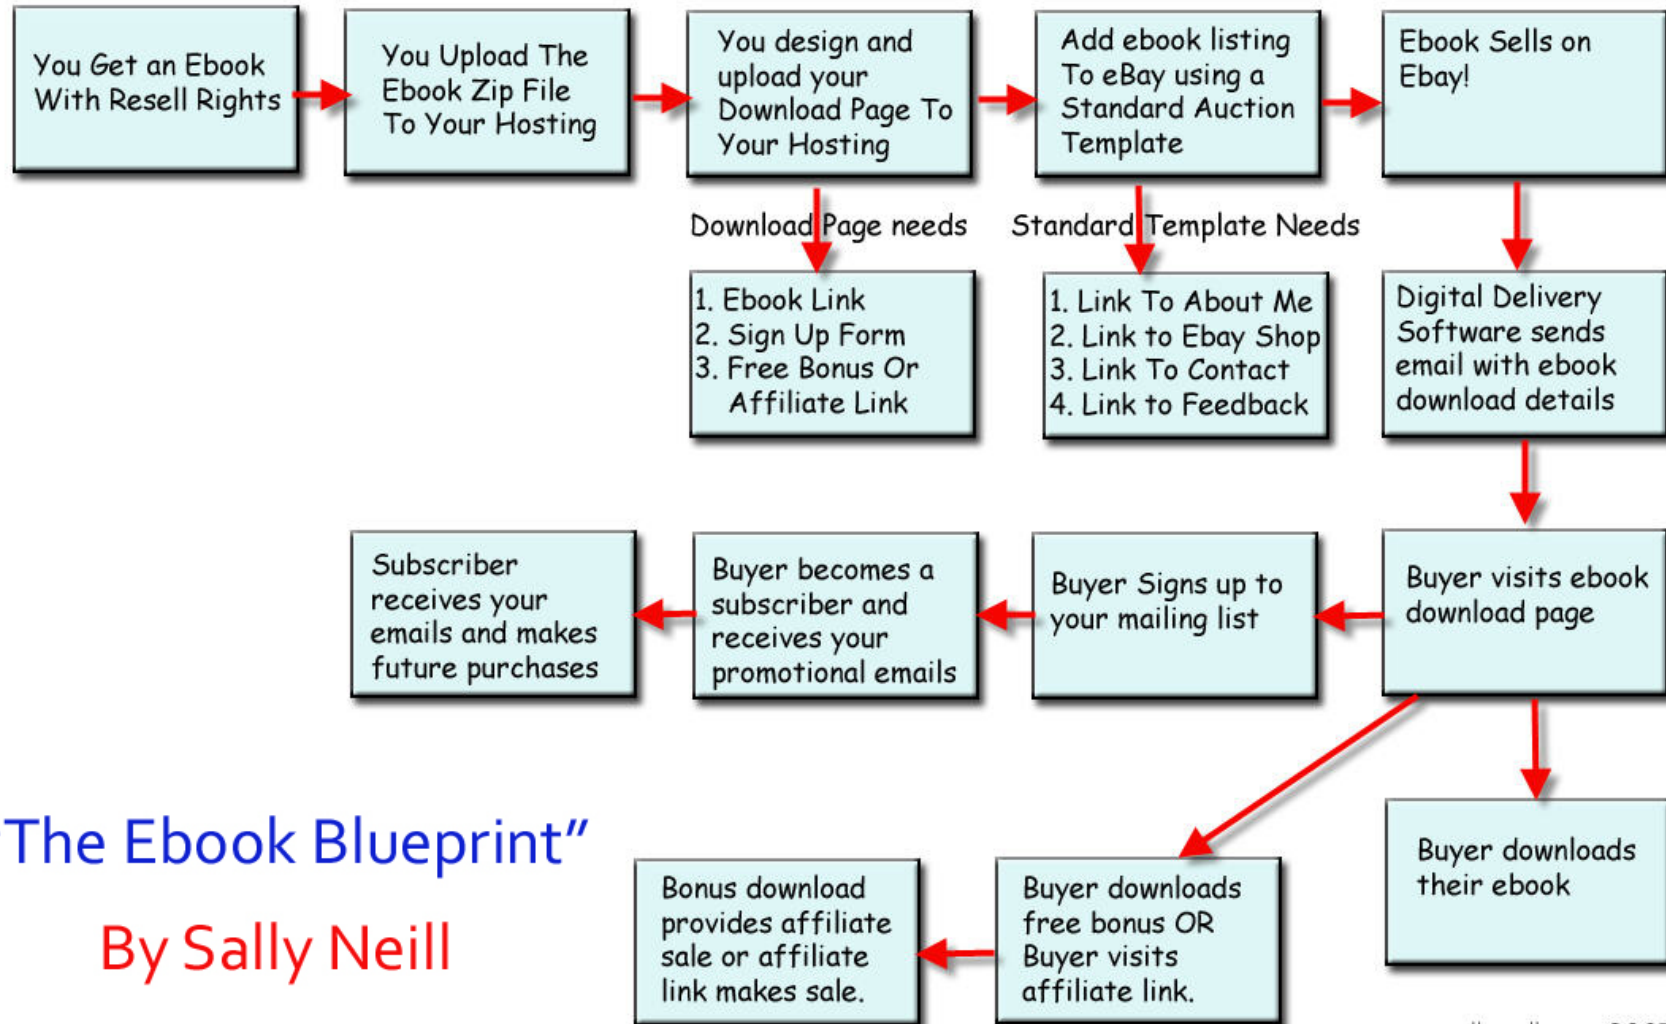 You Get an Ebook
With Resell Rights
You Upload The
Ebook Zip File
To Your Hosting
You design and
upload your
Download Page To
Your Hosting
Add ebook listing
To eBay using a
Standard Auction
Template
Ebook Sells on
Ebay!
Download Page needs
Standard Template Needs
1. Ebook Link
2. Sign Up Form
3. Free Bonus Or
Affiliate Link
1. Link To About Me
2. Link to Ebay Shop
3. Link To Contact
4. Link to Feedback
Digital Delivery
Software sends
email with ebook
download details
Subscriber
receives your
emails and makes
future purchases
Buyer becomes a
subscriber and
receives your
promotional emails
Buyer Signs up to
your mailing list
Buyer visits ebook
download page
The Ebook Blueprint”
By Sally Neill
Bonus download
provides affiliate
sale or affiliate
link makes sale.
Buyer downloads
free bonus OR
Buyer visits
affiliate link.
Buyer downloads
their ebook